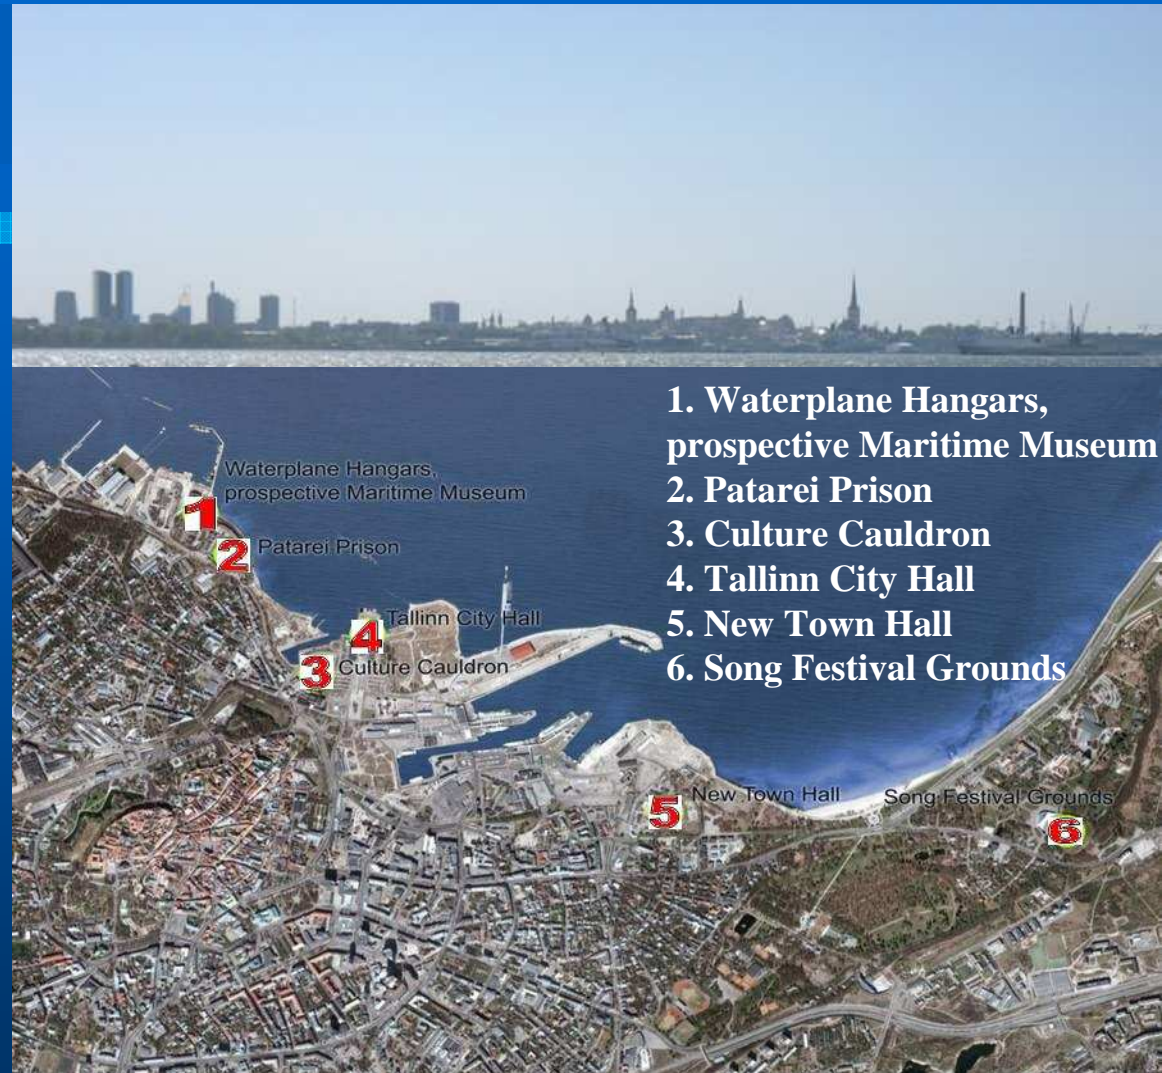 1. Waterplane Hangars,
prospective Maritime Museum
2. Patarei Prison
3. Culture Cauldron
4. Tallinn City Hall
5. New Town Hall
6. Song Festival Grounds
Waterplane Hangars,
prospective Maritime Museum
1
2 Patarei Prison
Tallinn City Hall
4
3 Culture Cauldron
5 New Town Hall
Song Festival Grounds
6